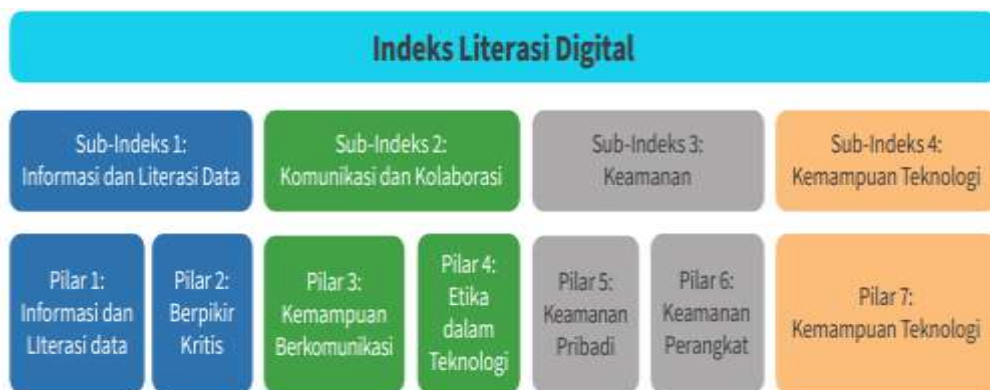 Indeks Literasi Digital
Sub-Indeks 1:
Informasi dan Literasi Data
Sub-Indeks 2:
Komunikasi dan Kolaborasi
Sub-Indeks 3:
Keamanan
Sub-Indeks 4:
Kemampuan Teknologi
Pilar 1:
Informasi dan
LIterasi data
Pilar 2:
Berpikir
Kritis
Pilar 3:
Kemampuan
Berkomunikasi
Pilar 4:
Etika
dalam
Teknologi
Pilar 5:
Keamanan
Pribadi
Pilar 6:
Keamanan
Perangkat
Pilar 7:
Kemampuan Teknologi